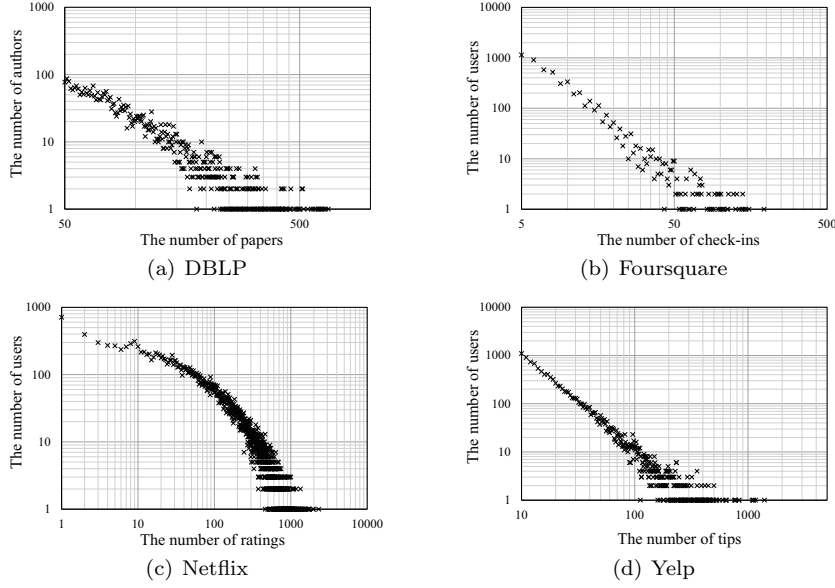 1000
100
10
1
50
500
The number of authors
The number of papers
(a) DBLP
10000
1000
100
10
1
5
50
500
The number of users
The number of check-ins
(b) Foursquare
1000
100
10
1
1
10
100
1000
10000
The number of users
The number of ratings
(c) Netflix
10000
1000
100
10
1
10
100
1000
The number of users
The number of tips
(d) Yelp